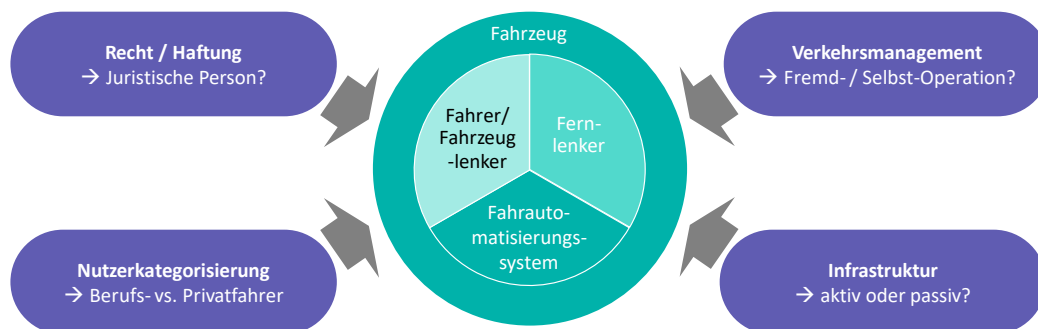 Recht / Haftung
→ Juristische Person?
Fahrzeug
Verkehrsmanagement
→ Fremd- / Selbst-Operation?
Fahrer/
Fahrzeug
-lenker
Fern-
lenker
Fahrauto-
matisierungs-
system
Nutzerkategorisierung
→ Berufs- vs. Privatfahrer
Infrastruktur
→ aktiv oder passiv?